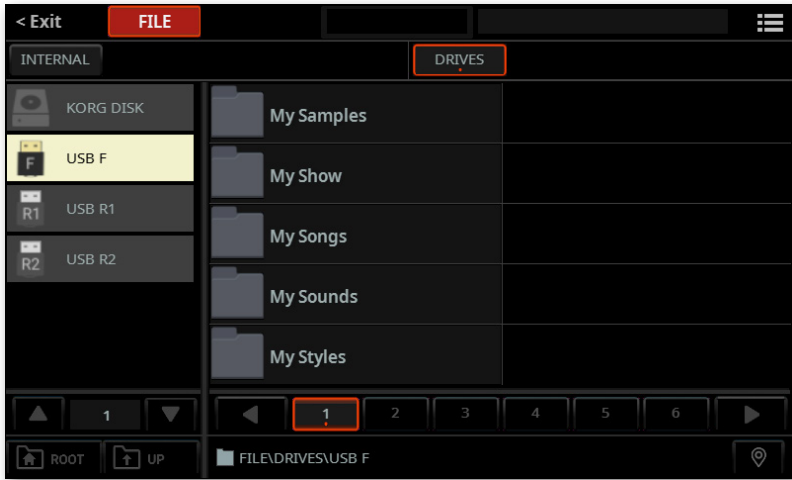 < Exit FILE
INTERNAL DRIVES
KORG DISK
F USB F
R1 USB R1
R2 USB R2
My Samples
My Show
My Songs
My Sounds
My Styles
1
1 2 3 4 5 6
ROOT UP
FILE\DRIVES\USB F